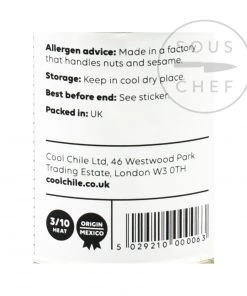 SOUS
CHEF
Allergen advice: Made in a factory
that handles nuts and sesame.
Storage: Keep in cool dry place.
Best before end: See sticker.
Packed in: UK
Cool Chile Ltd, 46 Westwood Park
Trading Estate, London W3 0TH
coolchile.co.uk
3/10
HEAT
ORIGIN
MEXICO
5 029210 000063